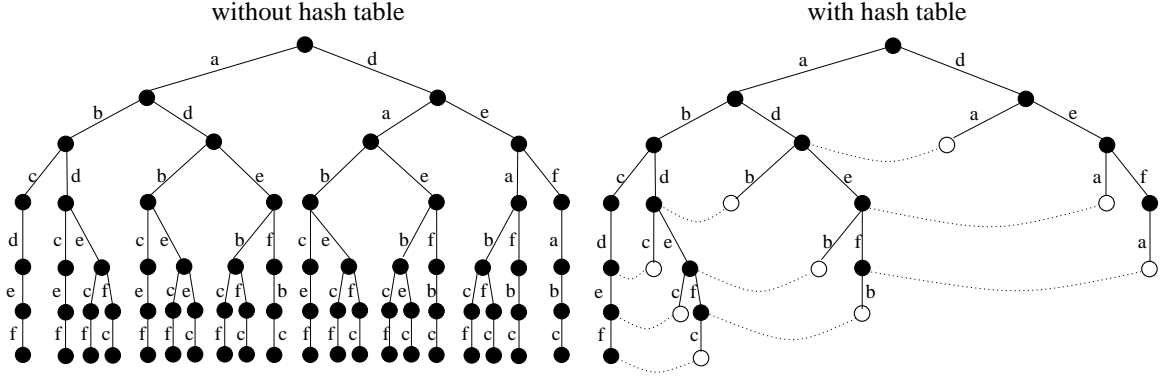 without hash table
with hash table
a d a d
b d a e b d a e
c d b e b e a f c d b e a f
d c e c e b f c e b f b f a d c e b f a
e e c f e c e c f b e c f c e b c f b b e c f b
f f f c f f c f c c f f c f c c f c c c f c